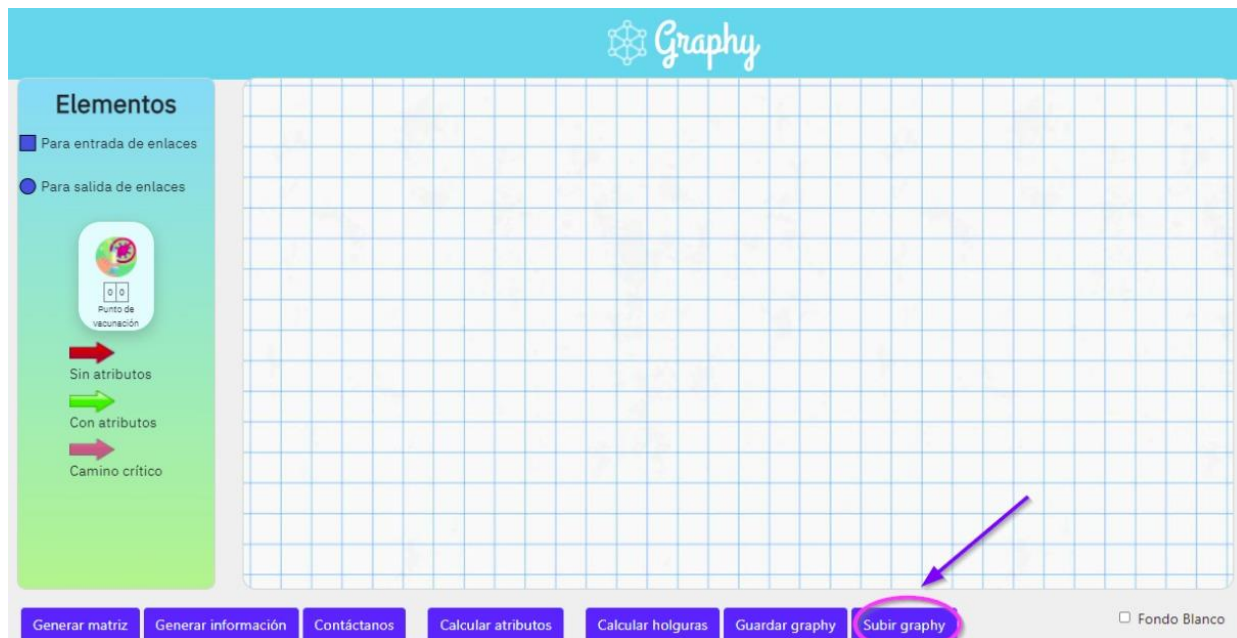 Graphy
Elementos
Para entrada de enlaces
Para salida de enlaces
0 0
Punto de
vacunación
Sin atributos
Con atributos
Camino crítico
Generar matriz
Generar información
Contáctanos
Calcular atributos
Calcular holguras
Guardar graphy
Subir graphy
Fondo Blanco